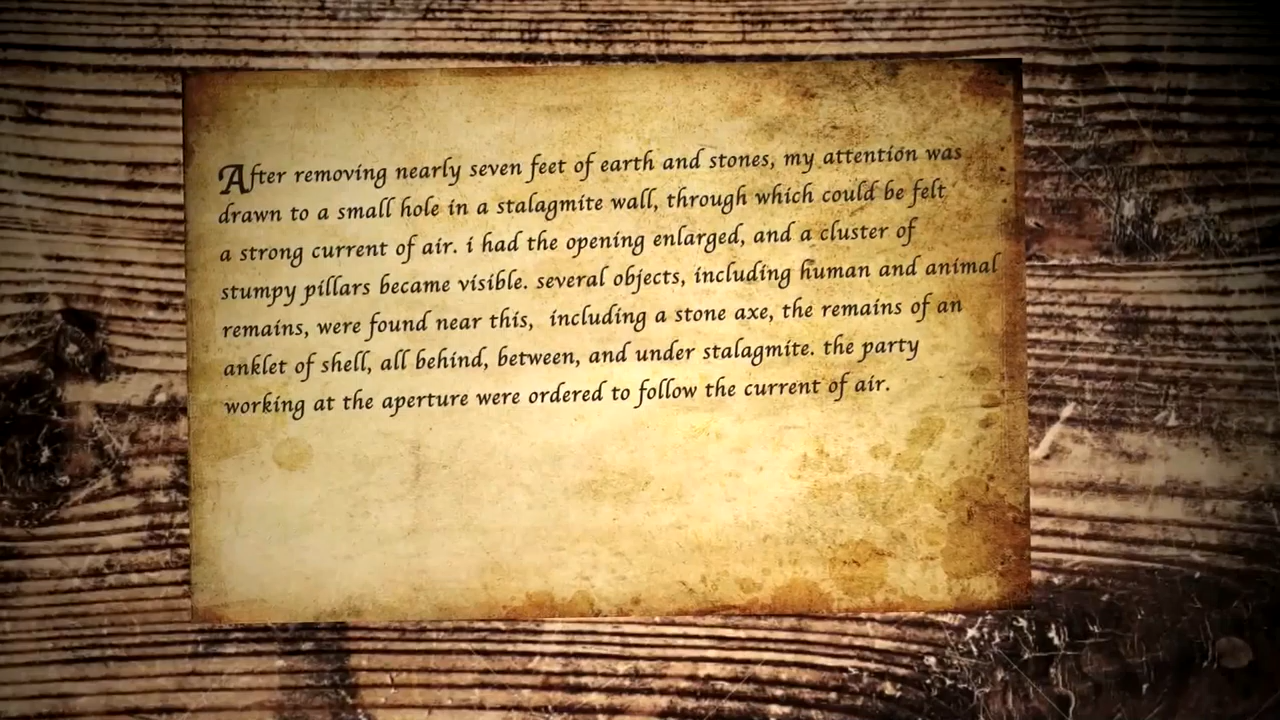 After removing nearly seven feet of earth and stones, my attention was
drawn to a small hole in a stalagmite wall, through which could be felt
a strong current of air. i had the opening enlarged, and a cluster of
stumpy pillars became visible. several objects, including human and animal
remains, were found near this,  including a stone axe, the remains of an
anklet of shell, all behind, between, and under stalagmite. the party
working at the aperture were ordered to follow the current of air.